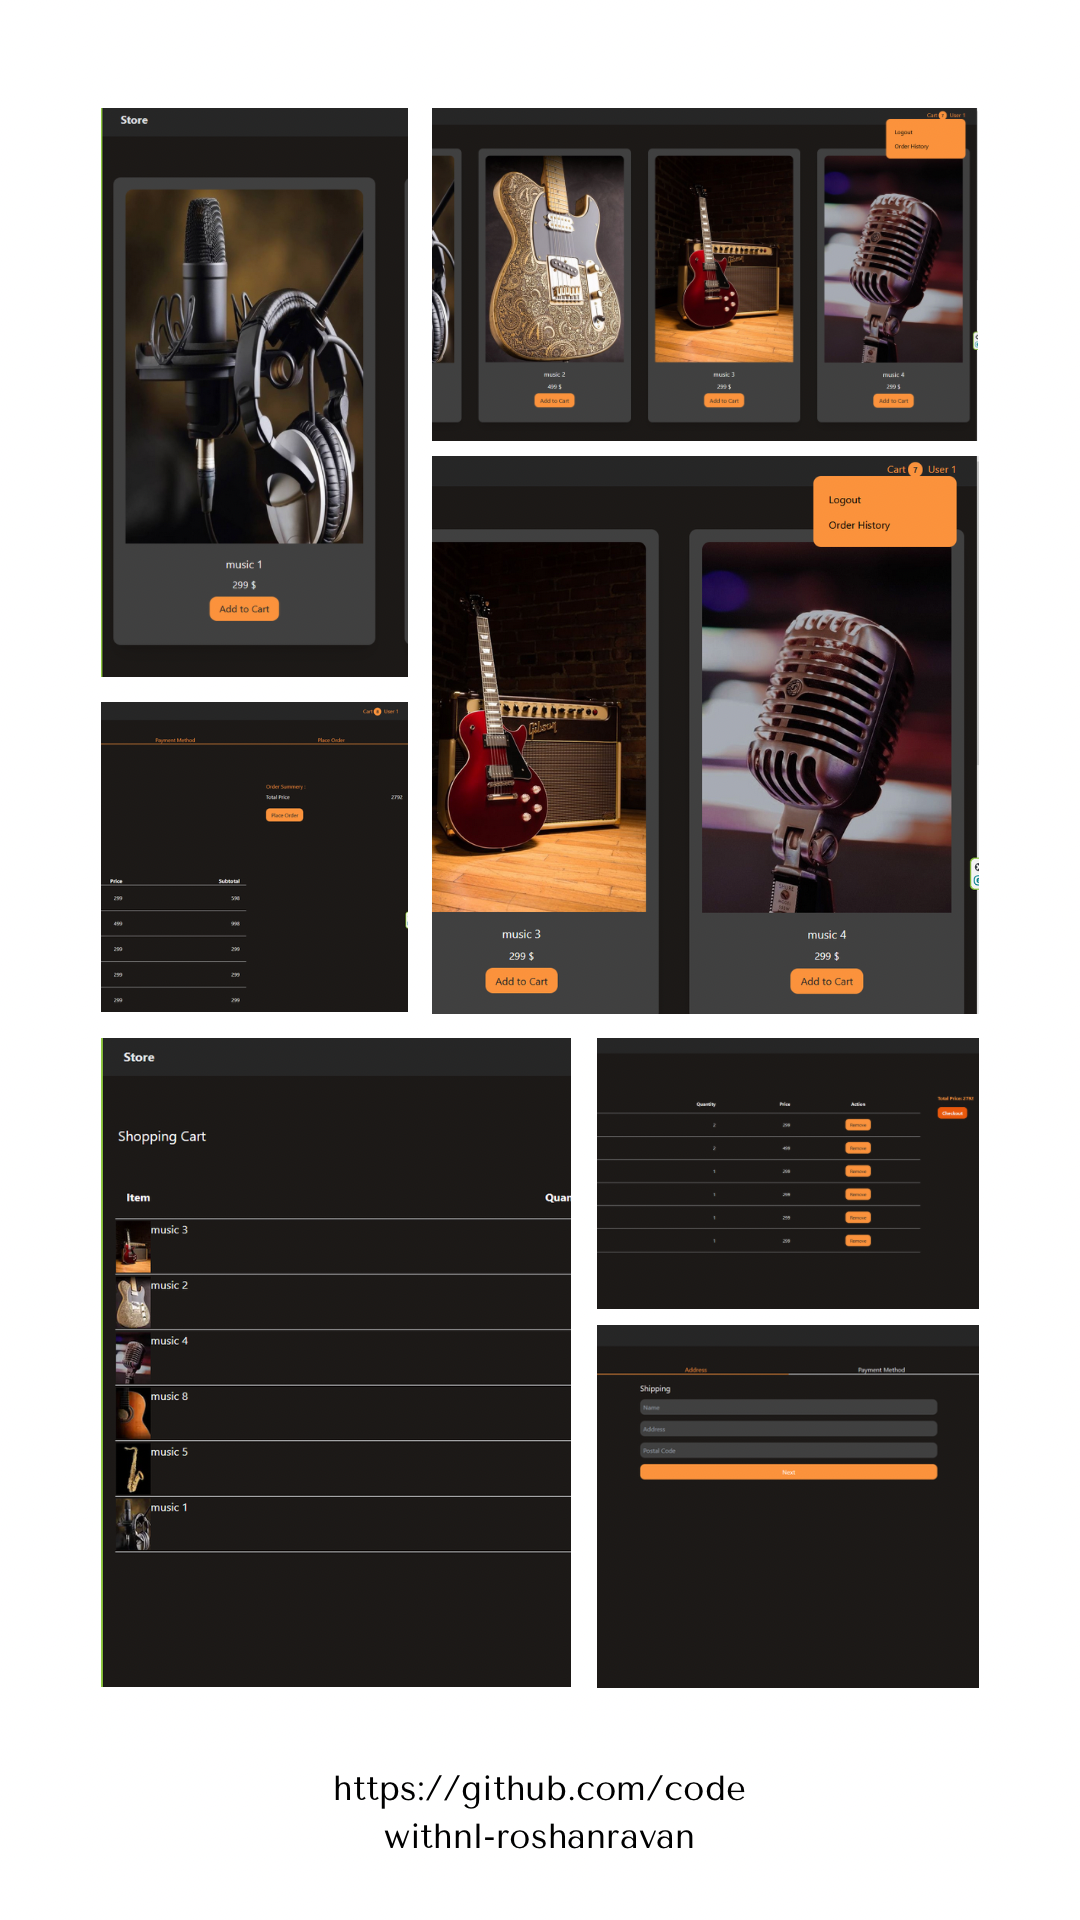 Store
music 1
299 $
Add to Cart
Cart 7 User 1
Logout
Order History
music 2
499 $
Add to Cart
music 3
299 $
Add to Cart
music 4
299 $
Add to Cart
Cart 7 User 1
Logout
Order History
Gibson
music 3
299 $
Add to Cart
music 4
299 $
Add to Cart
Cart User 1
Payment Method Place Order
Order Summery :
Total Price 2792
Place Order
Price Subtotal
299 598
499 998
299 299
299 299
299 299
Store
Shopping Cart
Item Quan
music 3
music 2
music 4
music 8
music 5
music 1
Quantity Price Action
Total Price: 2792
Checkout
2 299 Remove
2 499 Remove
1 299 Remove
1 299 Remove
1 299 Remove
1 299 Remove
Address Payment Method
Shipping
Name
Address
Postal Code
Next
https://github.com/code
withnl-roshanravan